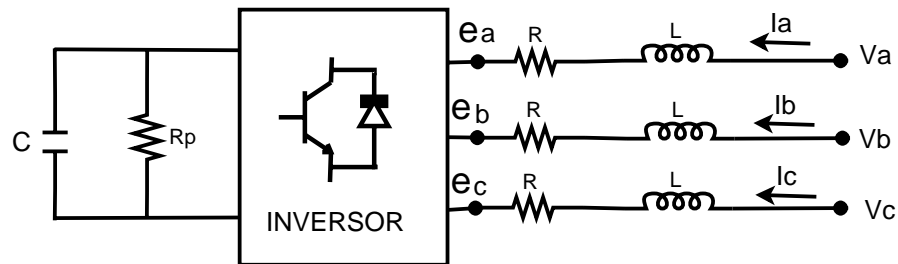 ea R L Ia Va
eb R L Ib Vb
C Rp
ec R L Ic Vc
INVERSOR